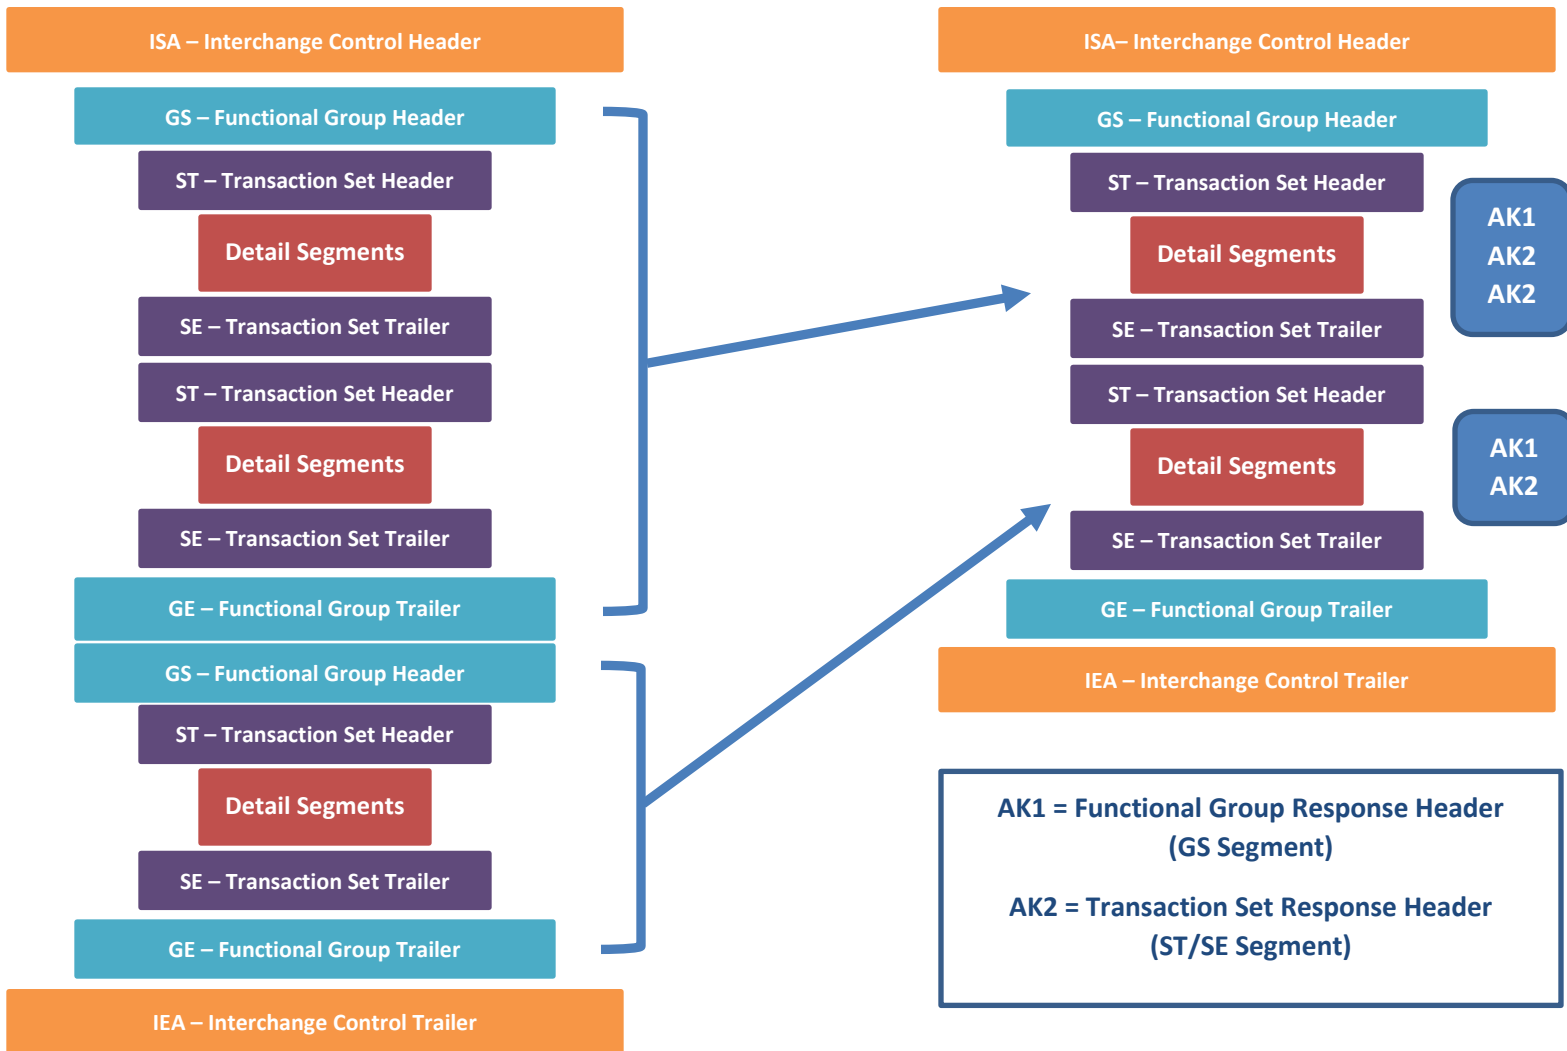 ISA – Interchange Control Header
GS – Functional Group Header
ST – Transaction Set Header
Detail Segments
SE – Transaction Set Trailer
ST – Transaction Set Header
Detail Segments
SE – Transaction Set Trailer
GE – Functional Group Trailer
GS – Functional Group Header
ST – Transaction Set Header
Detail Segments
SE – Transaction Set Trailer
GE – Functional Group Trailer
IEA – Interchange Control Trailer
ISA– Interchange Control Header
GS – Functional Group Header
ST – Transaction Set Header
Detail Segments
SE – Transaction Set Trailer
ST – Transaction Set Header
Detail Segments
SE – Transaction Set Trailer
GE – Functional Group Trailer
IEA – Interchange Control Trailer
AK1
AK2
AK2
AK1
AK2
AK1 = Functional Group Response Header
(GS Segment)
AK2 = Transaction Set Response Header
(ST/SE Segment)